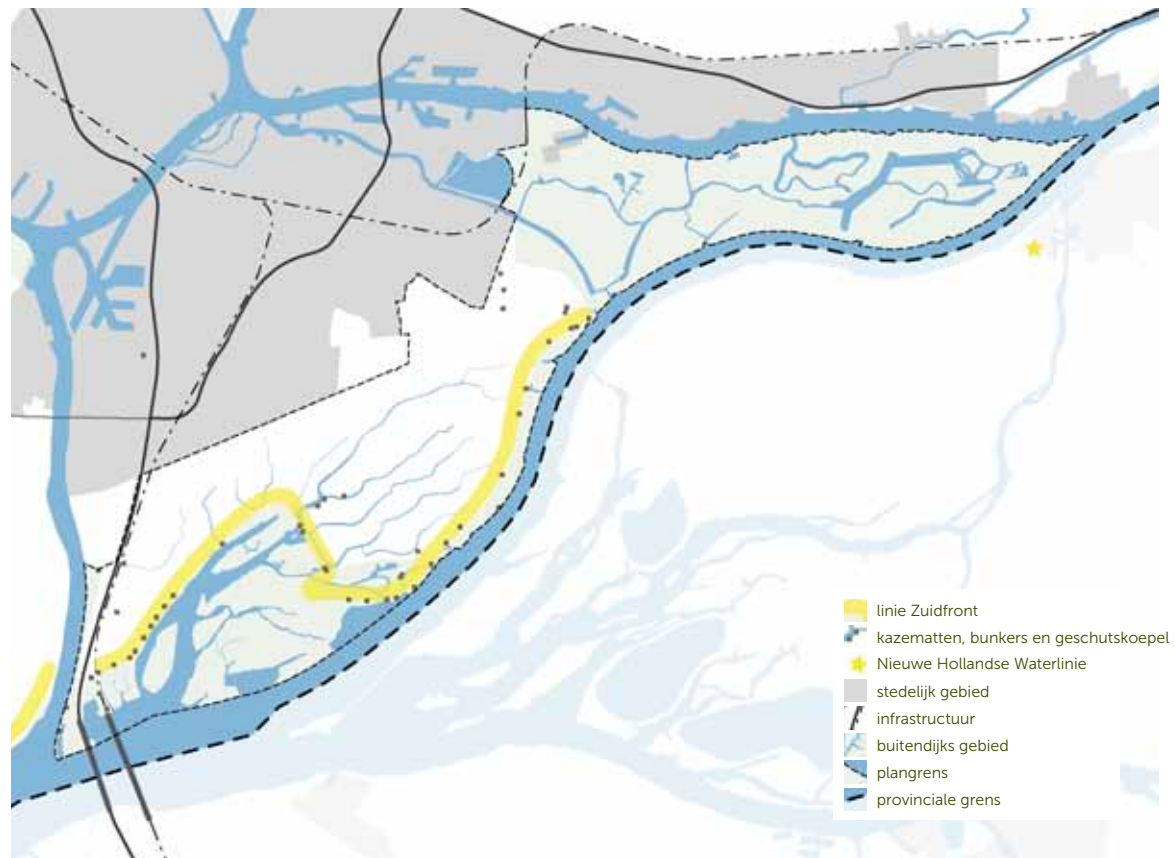 linie Zuidfront
kazematten, bunkers en geschutskoepel
Nieuwe Hollandse Waterlinie
stedelijk gebied
infrastructuur
buitendijks gebied
plangrens
provinciale grens